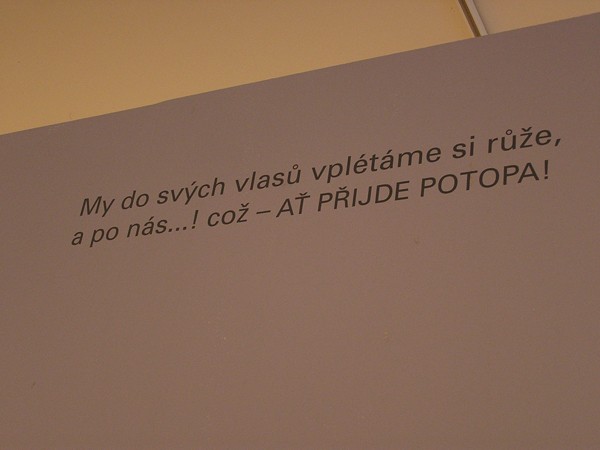 My do svých vlasů vplétáme si růže,
a po nás...! což – AŤ PŘIJDE POTOPA!